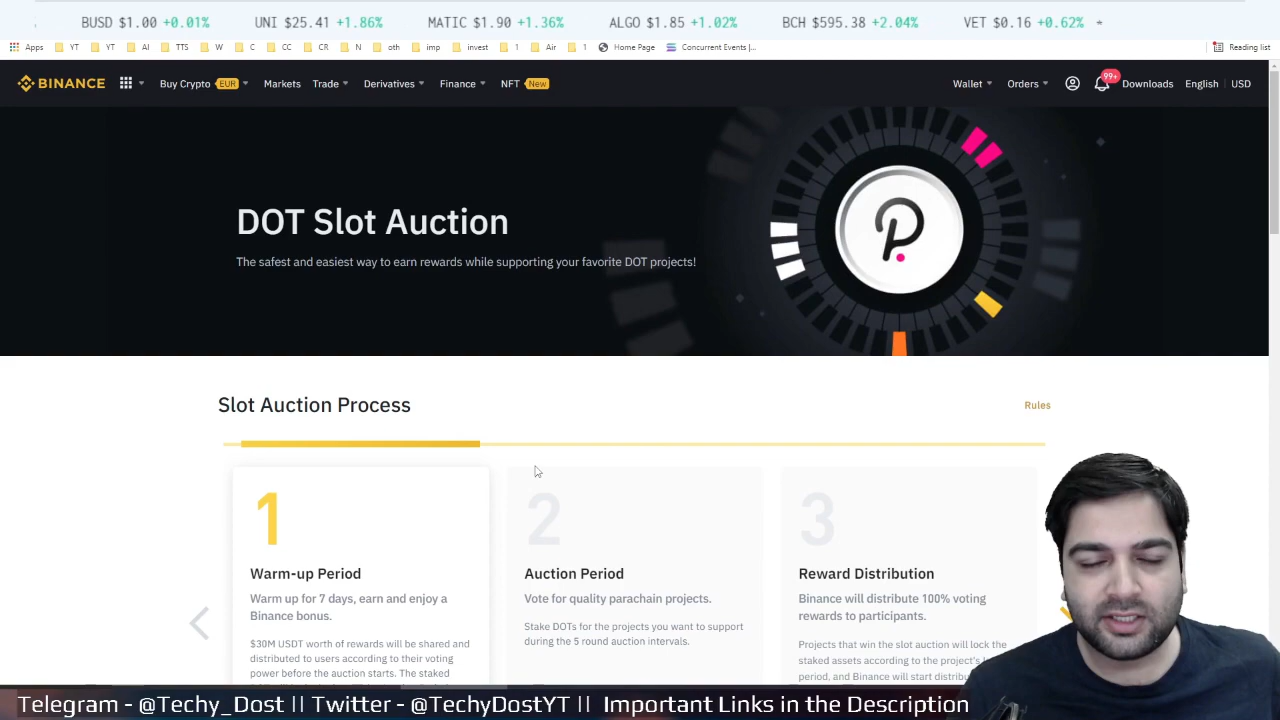 BUSD $1.00 +0.01% UNI $25.41 +1.86% MATIC $1.90 +1.36% ALGO $1.85 +1.02% BCH $595.38 +2.04% VET $0.16 +0.62%
Apps YT YT AI TTS W C CC CR N oth imp invest 1 Air 1 Home Page Concurrent Events |... Reading list
BINANCE Buy Crypto EUR Markets Trade Derivatives Finance NFT New Wallet Orders 99+ Downloads English | USD
DOT Slot Auction
The safest and easiest way to earn rewards while supporting your favorite DOT projects!
Slot Auction Process
Rules
1
Warm-up Period
Warm up for 7 days, earn and enjoy a
Binance bonus.
$30M USDT worth of rewards will be shared and
distributed to users according to their voting
power before the auction starts. The staked
2
Auction Period
Vote for quality parachain projects.
Stake DOTs for the projects you want to support
during the 5 round auction intervals.
3
Reward Distribution
Binance will distribute 100% voting
rewards to participants.
Projects that win the slot auction will lock the
staked assets according to the project's
period, and Binance will start
Telegram - @Techy_Dost || Twitter - @TechyDostYT || Important Links in the Description